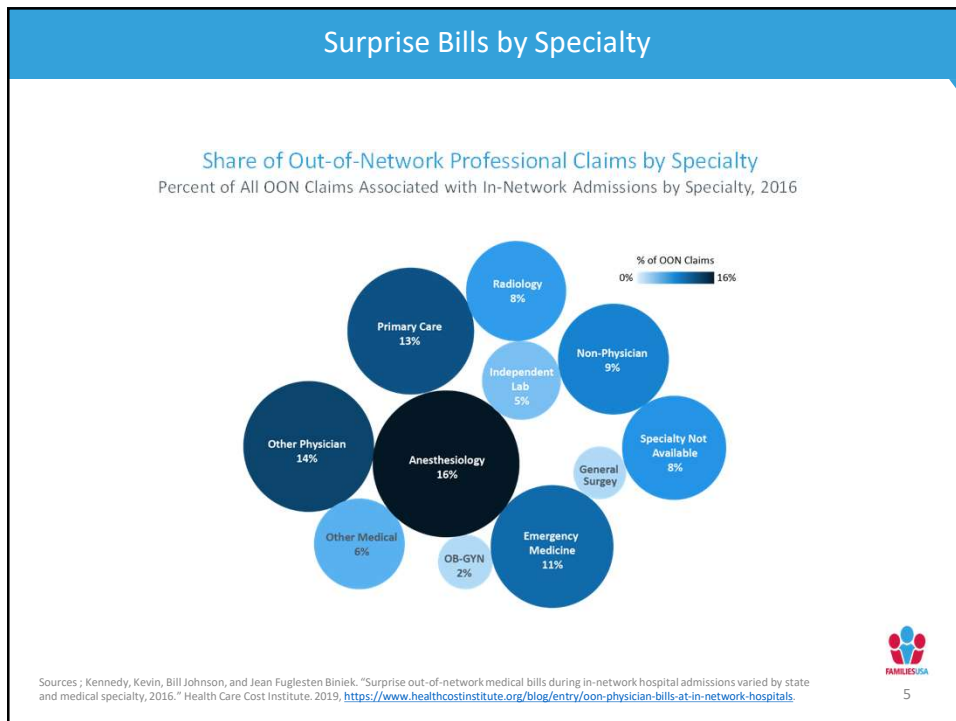 Surprise Bills by Specialty
Share of Out-of-Network Professional Claims by Specialty
Percent of All OON Claims Associated with In-Network Admissions by Specialty, 2016
% of OON Claims
0%
16%
Radiology
8%
Primary Care
13%
Non-Physician
9%
Independent
Lab
5%
Other Physician
14%
Anesthesiology
16%
Specialty Not
Available
8%
General
Surgey
Other Medical
6%
OB-GYN
2%
Emergency
Medicine
11%
FAMILIESUSA
Sources ; Kennedy, Kevin, Bill Johnson, and Jean Fuglesten Biniek. “Surprise out-of-network medical bills during in-network hospital admissions varied by state
and medical specialty, 2016.” Health Care Cost Institute. 2019, https://www.healthcostinstitute.org/blog/entry/oon-physician-bills-at-in-network-hospitals.
5